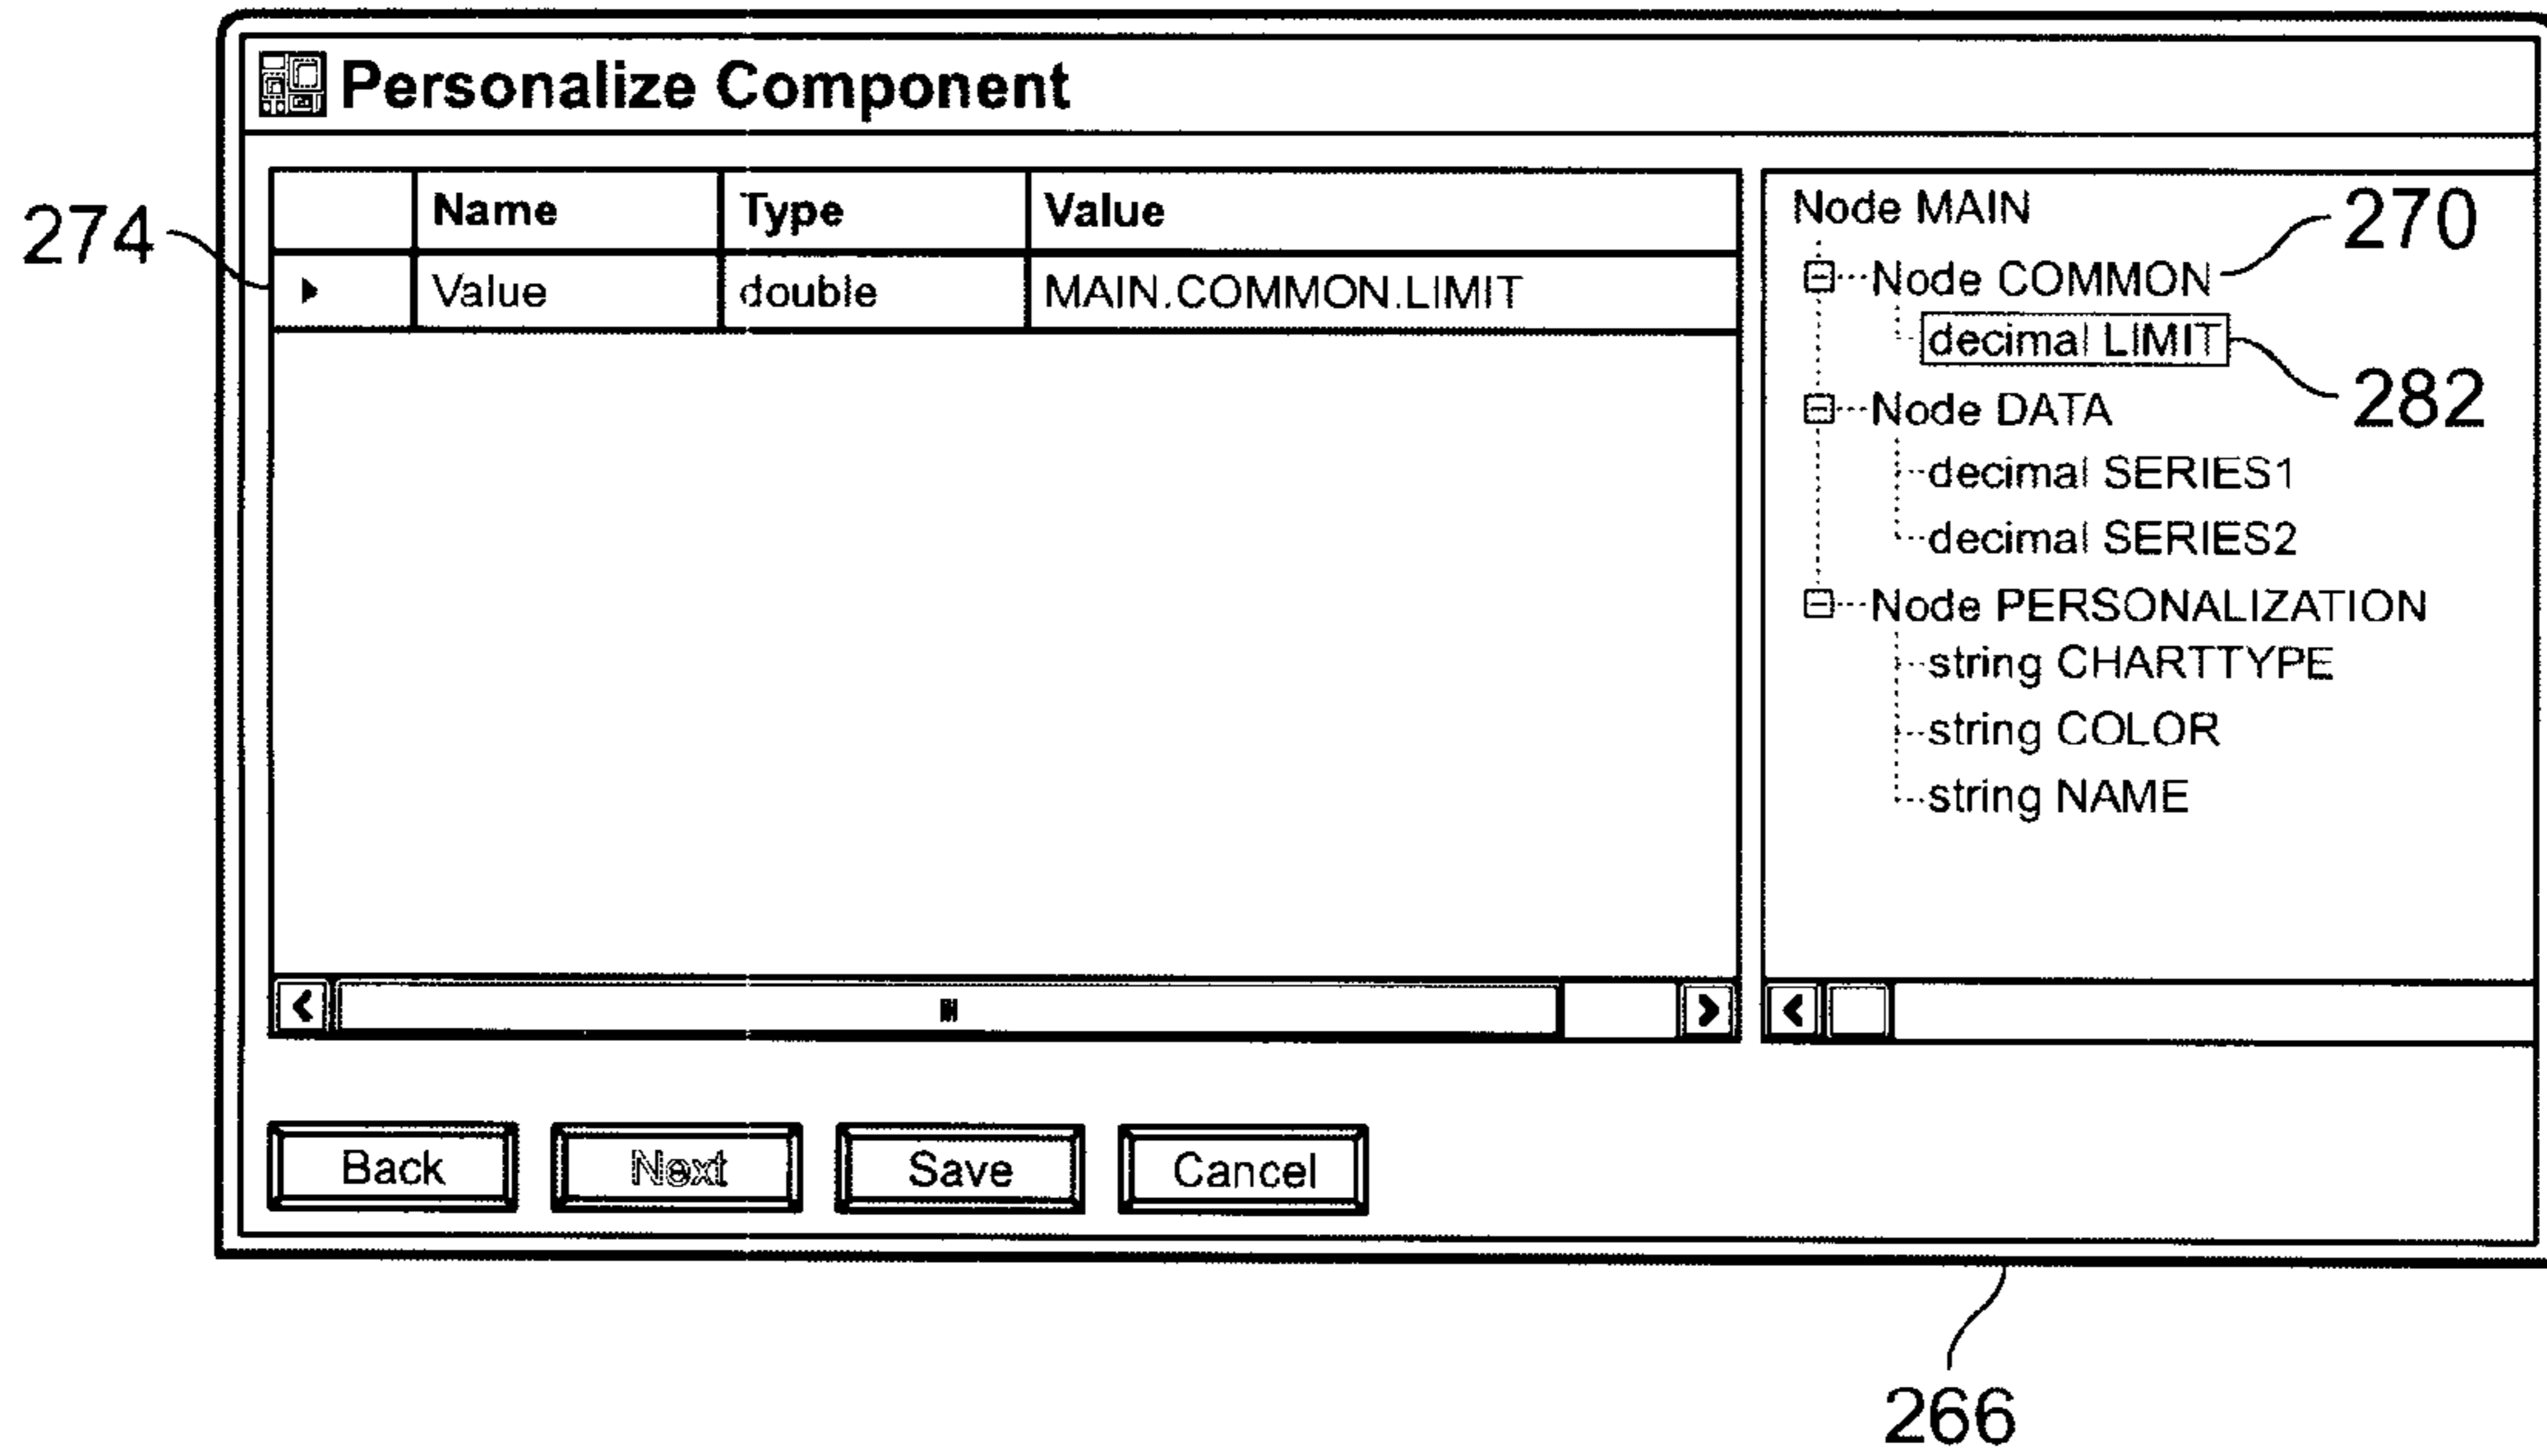 Personalize Component
274
Name Type Value
Value double MAIN.COMMON.LIMIT
Node MAIN
270
Node COMMON
decimal LIMIT
282
Node DATA
decimal SERIES1
decimal SERIES2
Node PERSONALIZATION
string CHARTTYPE
string COLOR
string NAME
Back Next Save Cancel
266